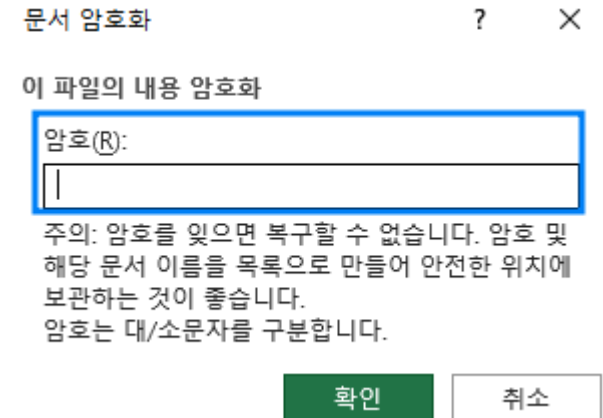 문서 암호화 ?
이 파일의 내용 암호화
암호(R):
주의: 암호를 잊으면 복구할 수 없습니다. 암호 및
해당 문서 이름을 목록으로 만들어 안전한 위치에
보관하는 것이 좋습니다.
암호는 대/소문자를 구분합니다.
확인 취소